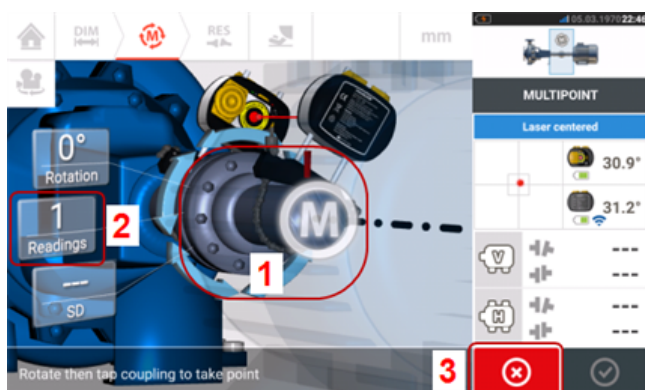 DIM
M
RES
mm
05.03.1970 22:46
MULTIPOINT
Laser centered
0°
Rotation
1
Readings
2
---
SD
M
1
30.9°
31.2°
V
---
---
H
---
---
Rotate then tap coupling to take point
3